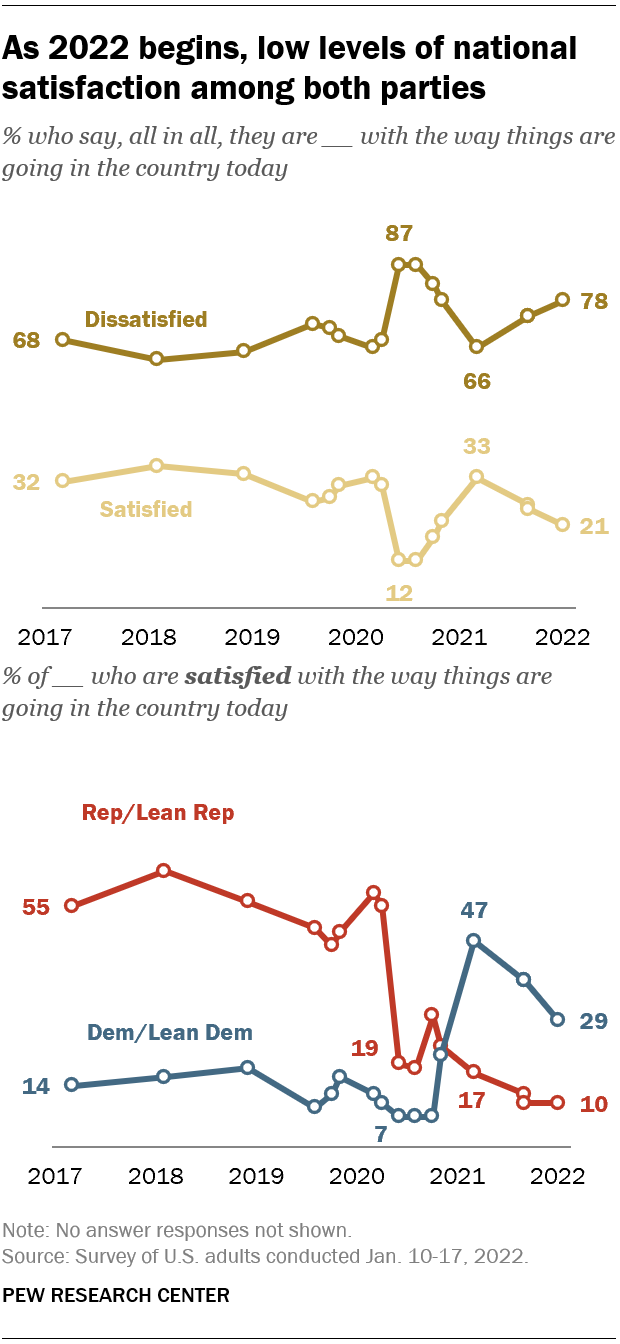 As 2022 begins, low levels of national
satisfaction among both parties
% who say, all in all, they are __ with the way things are
going in the country today
87
Dissatisfied
78
68
66
33
32
Satisfied
21
12
2017 2018 2019 2020 2021 2022
% of __ who are satisfied with the way things are
going in the country today
Rep/Lean Rep
55
47
Dem/Lean Dem
29
19
14
17
10
7
2017 2018 2019 2020 2021 2022
Note: No answer responses not shown.
Source: Survey of U.S. adults conducted Jan. 10-17, 2022.
PEW RESEARCH CENTER